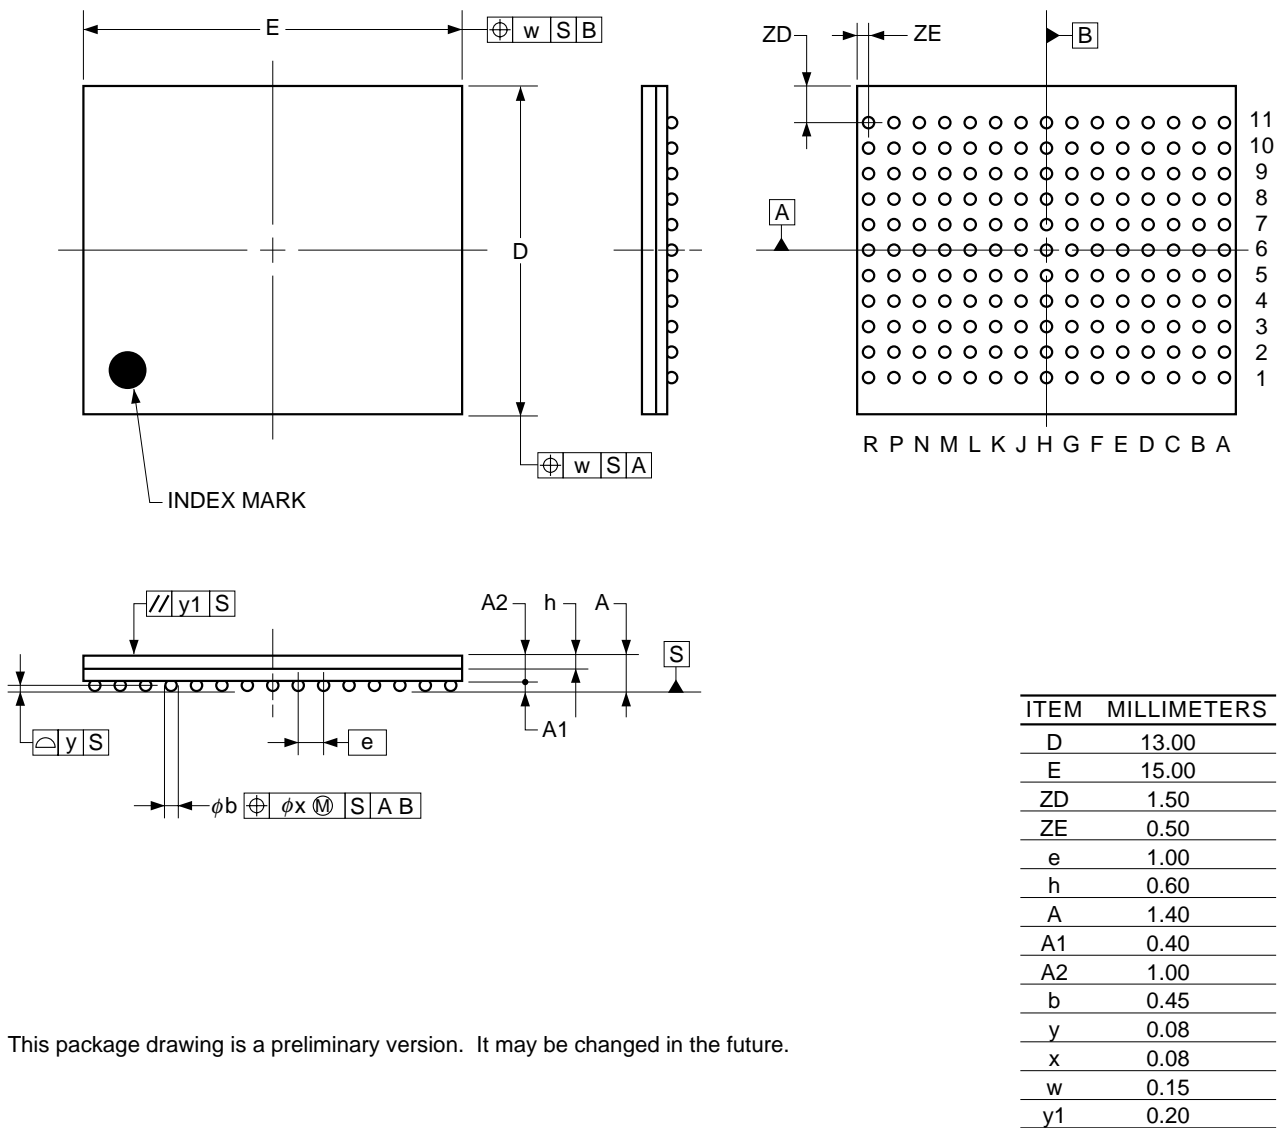 E
⌖ w S B
D
⌖ w S A
INDEX MARK
ZD
ZE
B
A
11
10
9
8
7
6
5
4
3
2
1
R P N M L K J H G F E D C B A
// y1 S
A2
h
A
S
A1
e
⌓ y S
φb ⌖ φx Ⓜ S A B
ITEM MILLIMETERS
D 13.00
E 15.00
ZD 1.50
ZE 0.50
e 1.00
h 0.60
A 1.40
A1 0.40
A2 1.00
b 0.45
y 0.08
x 0.08
w 0.15
y1 0.20
This package drawing is a preliminary version. It may be changed in the future.